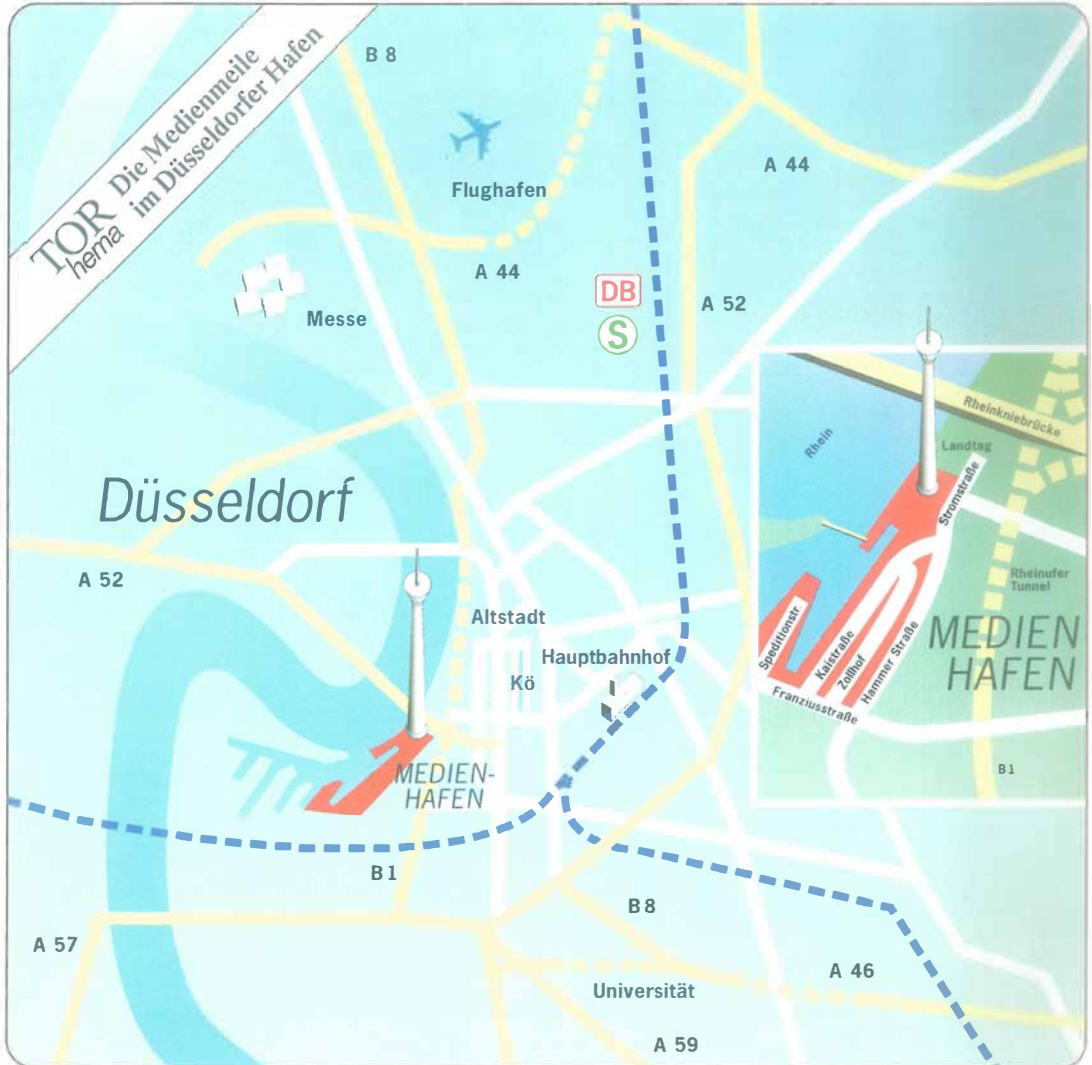 TOR
hema
Die Medienmeile
im Düsseldorfer Hafen
B 8
Flughafen
A 44
A 44
Messe
DB
S
A 52
Düsseldorf
A 52
Altstadt
Hauptbahnhof
Kö
MEDIEN-
HAFEN
B 1
B 8
A 57
A 46
Universität
A 59
Rheinkniebrücke
Rhein
Landtag
Stromstraße
Rheinufer
Tunnel
MEDIEN
HAFEN
Speditionstr.
Kaistraße
Zollhof
Hammer Straße
Franziusstraße
B 1